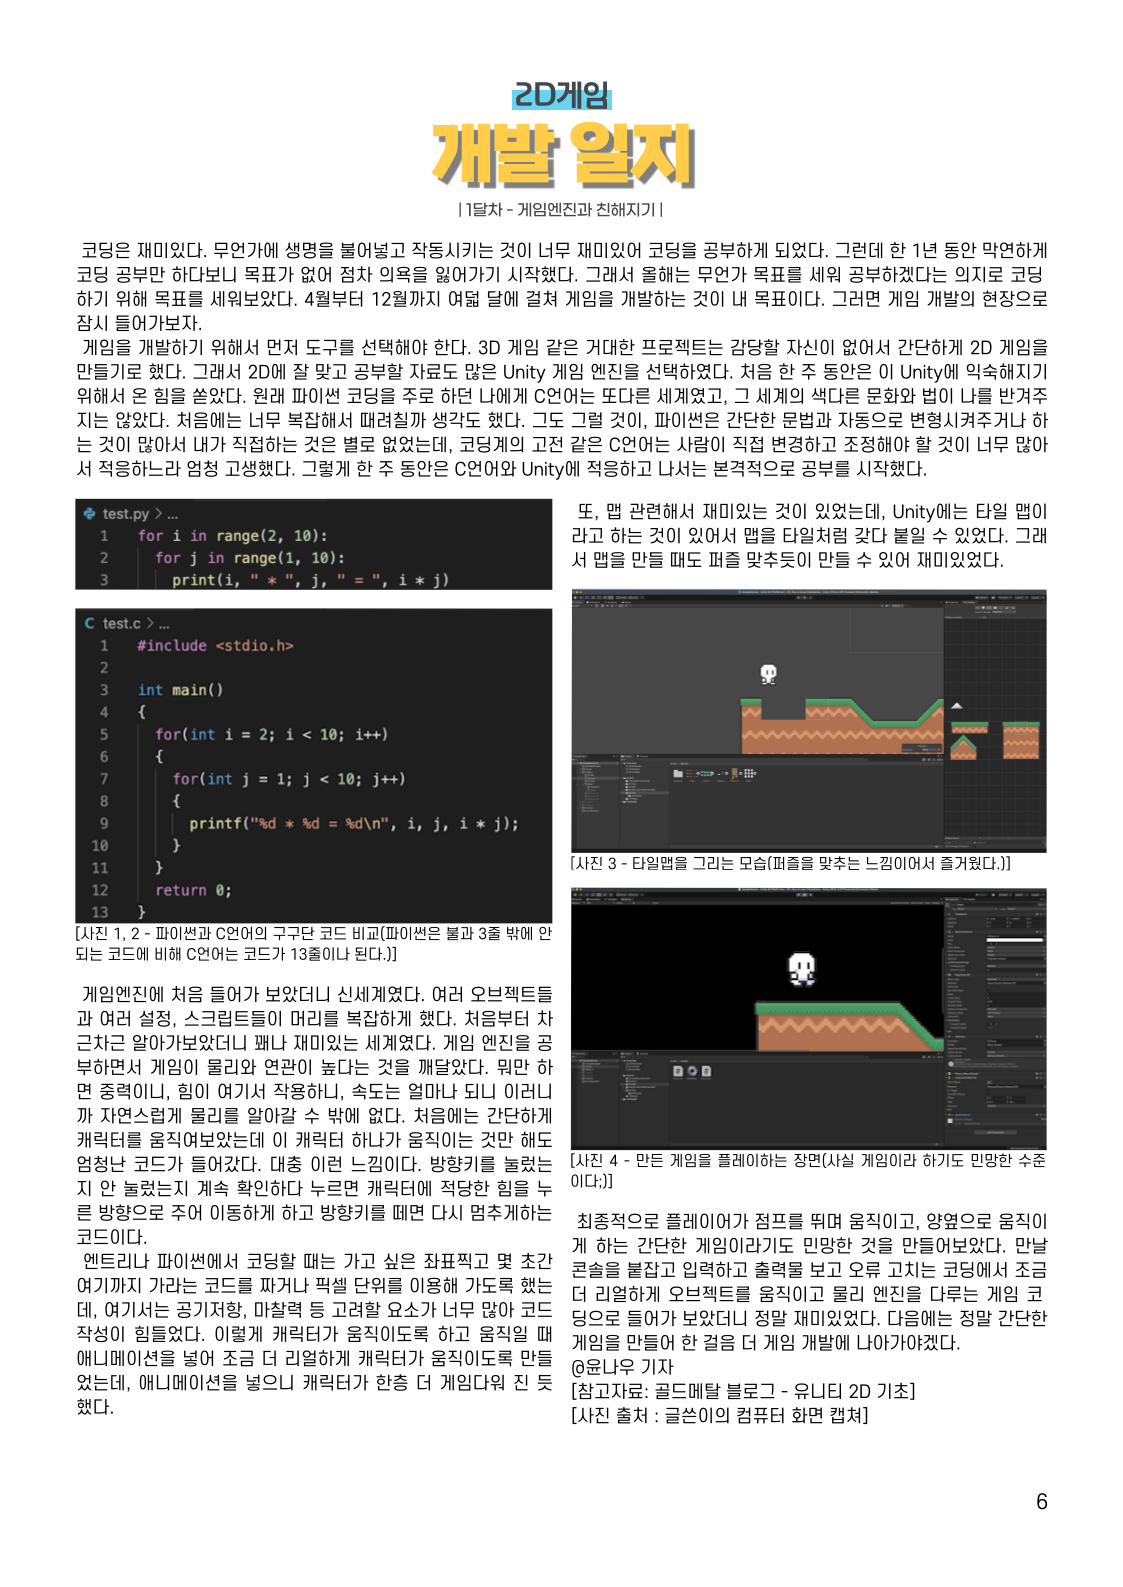 2D게임
개발 일지
| 1달차 - 게임엔진과 친해지기 |
코딩은 재미있다. 무언가에 생명을 불어넣고 작동시키는 것이 너무 재미있어 코딩을 공부하게 되었다. 그런데 한 1년 동안 막연하게
코딩 공부만 하다보니 목표가 없어 점차 의욕을 잃어가기 시작했다. 그래서 올해는 무언가 목표를 세워 공부하겠다는 의지로 코딩
하기 위해 목표를 세워보았다. 4월부터 12월까지 여덟 달에 걸쳐 게임을 개발하는 것이 내 목표이다. 그러면 게임 개발의 현장으로
잠시 들어가보자.
게임을 개발하기 위해서 먼저 도구를 선택해야 한다. 3D 게임 같은 거대한 프로젝트는 감당할 자신이 없어서 간단하게 2D 게임을
만들기로 했다. 그래서 2D에 잘 맞고 공부할 자료도 많은 Unity 게임 엔진을 선택하였다. 처음 한 주 동안은 이 Unity에 익숙해지기
위해서 온 힘을 쏟았다. 원래 파이썬 코딩을 주로 하던 나에게 C언어는 또다른 세계였고, 그 세계의 색다른 문화와 법이 나를 반겨주
지는 않았다. 처음에는 너무 복잡해서 때려칠까 생각도 했다. 그도 그럴 것이, 파이썬은 간단한 문법과 자동으로 변형시켜주거나 하
는 것이 많아서 내가 직접하는 것은 별로 없었는데, 코딩계의 고전 같은 C언어는 사람이 직접 변경하고 조정해야 할 것이 너무 많아
서 적응하느라 엄청 고생했다. 그렇게 한 주 동안은 C언어와 Unity에 적응하고 나서는 본격적으로 공부를 시작했다.
test.py > ...
1 for i in range(2, 10):
2 for j in range(1, 10):
3 print(i, " * ", j, " = ", i * j)
C test.c > ...
1 #include <stdio.h>
2
3 int main()
4 {
5 for(int i = 2; i < 10; i++)
6 {
7 for(int j = 1; j < 10; j++)
8 {
9 printf("%d * %d = %d\n", i, j, i * j);
10 }
11 }
12 return 0;
13 }
[사진 1, 2 - 파이썬과 C언어의 구구단 코드 비교(파이썬은 불과 3줄 밖에 안
되는 코드에 비해 C언어는 코드가 13줄이나 된다.)]
게임엔진에 처음 들어가 보았더니 신세계였다. 여러 오브젝트들
과 여러 설정, 스크립트들이 머리를 복잡하게 했다. 처음부터 차
근차근 알아가보았더니 꽤나 재미있는 세계였다. 게임 엔진을 공
부하면서 게임이 물리와 연관이 높다는 것을 깨달았다. 뭐만 하
면 중력이니, 힘이 여기서 작용하니, 속도는 얼마나 되니 이러니
까 자연스럽게 물리를 알아갈 수 밖에 없다. 처음에는 간단하게
캐릭터를 움직여보았는데 이 캐릭터 하나가 움직이는 것만 해도
엄청난 코드가 들어갔다. 대충 이런 느낌이다. 방향키를 눌렀는
지 안 눌렀는지 계속 확인하다 누르면 캐릭터에 적당한 힘을 누
른 방향으로 주어 이동하게 하고 방향키를 떼면 다시 멈추게하는
코드이다.
엔트리나 파이썬에서 코딩할 때는 가고 싶은 좌표찍고 몇 초간
여기까지 가라는 코드를 짜거나 픽셀 단위를 이용해 가도록 했는
데, 여기서는 공기저항, 마찰력 등 고려할 요소가 너무 많아 코드
작성이 힘들었다. 이렇게 캐릭터가 움직이도록 하고 움직일 때
애니메이션을 넣어 조금 더 리얼하게 캐릭터가 움직이도록 만들
었는데, 애니메이션을 넣으니 캐릭터가 한층 더 게임다워 진 듯
했다.
또, 맵 관련해서 재미있는 것이 있었는데, Unity에는 타일 맵이
라고 하는 것이 있어서 맵을 타일처럼 갖다 붙일 수 있었다. 그래
서 맵을 만들 때도 퍼즐 맞추듯이 만들 수 있어 재미있었다.
[사진 3 - 타일맵을 그리는 모습(퍼즐을 맞추는 느낌이어서 즐거웠다.)]
[사진 4 - 만든 게임을 플레이하는 장면(사실 게임이라 하기도 민망한 수준
이다;)]
최종적으로 플레이어가 점프를 뛰며 움직이고, 양옆으로 움직이
게 하는 간단한 게임이라기도 민망한 것을 만들어보았다. 만날
콘솔을 붙잡고 입력하고 출력물 보고 오류 고치는 코딩에서 조금
더 리얼하게 오브젝트를 움직이고 물리 엔진을 다루는 게임 코
딩으로 들어가 보았더니 정말 재미있었다. 다음에는 정말 간단한
게임을 만들어 한 걸음 더 게임 개발에 나아가야겠다.
@윤나우 기자
[참고자료: 골드메탈 블로그 - 유니티 2D 기초]
[사진 출처 : 글쓴이의 컴퓨터 화면 캡쳐]
6